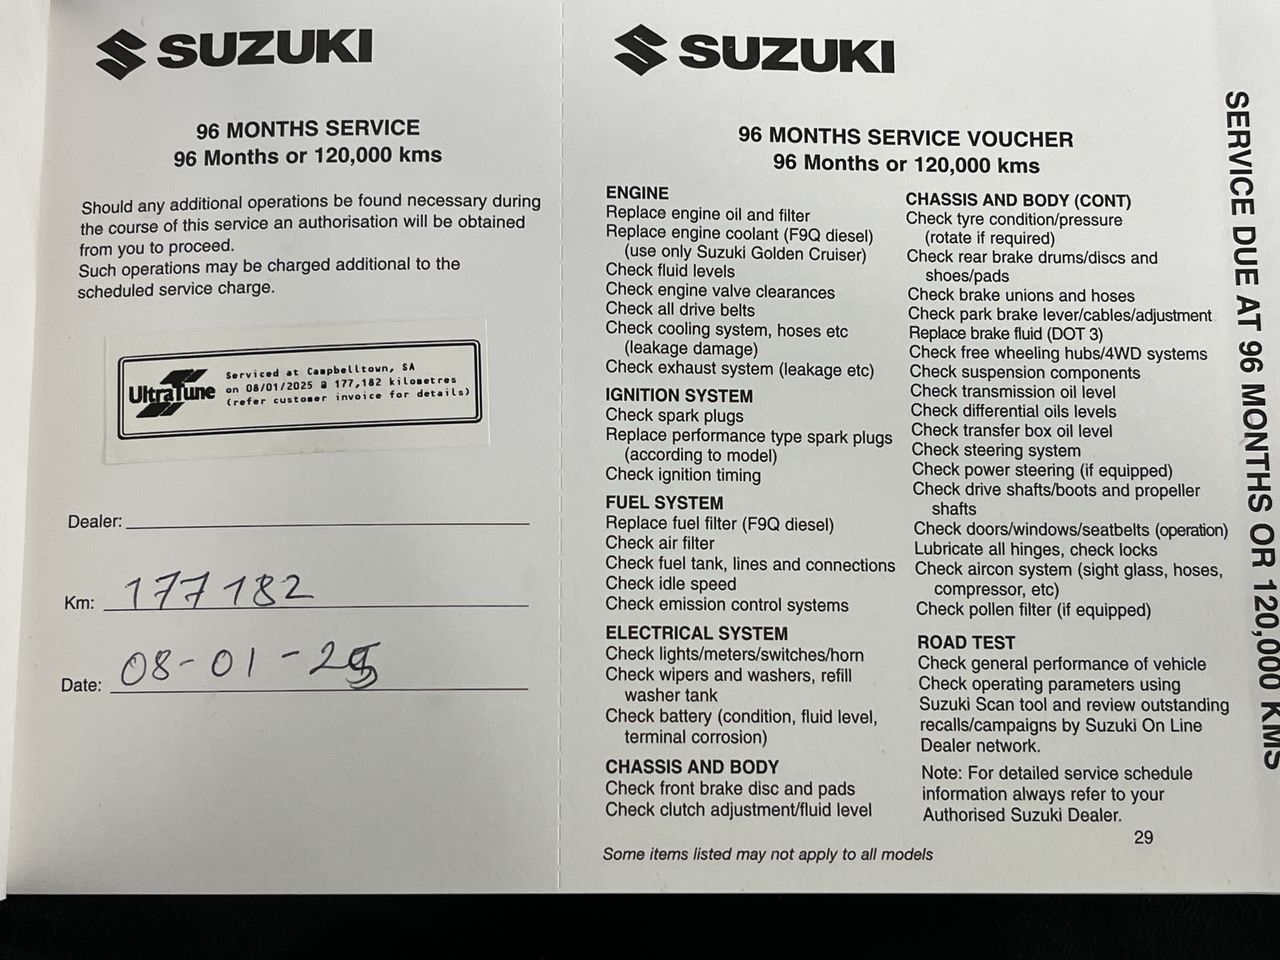 SUZUKI
96 MONTHS SERVICE
96 Months or 120,000 kms
Should any additional operations be found necessary during
the course of this service an authorisation will be obtained
from you to proceed.
Such operations may be charged additional to the
scheduled service charge.
UltraTune
Serviced at Campbelltown, SA
on 08/01/2025 @ 177,182 kilometres
(refer customer invoice for details)
Dealer:
Km: 177182
Date: 08-01-25
SUZUKI
96 MONTHS SERVICE VOUCHER
96 Months or 120,000 kms
ENGINE
Replace engine oil and filter
Replace engine coolant (F9Q diesel)
(use only Suzuki Golden Cruiser)
Check fluid levels
Check engine valve clearances
Check all drive belts
Check cooling system, hoses etc
(leakage damage)
Check exhaust system (leakage etc)
IGNITION SYSTEM
Check spark plugs
Replace performance type spark plugs
(according to model)
Check ignition timing
FUEL SYSTEM
Replace fuel filter (F9Q diesel)
Check air filter
Check fuel tank, lines and connections
Check idle speed
Check emission control systems
ELECTRICAL SYSTEM
Check lights/meters/switches/horn
Check wipers and washers, refill
washer tank
Check battery (condition, fluid level,
terminal corrosion)
CHASSIS AND BODY
Check front brake disc and pads
Check clutch adjustment/fluid level
CHASSIS AND BODY (CONT)
Check tyre condition/pressure
(rotate if required)
Check rear brake drums/discs and
shoes/pads
Check brake unions and hoses
Check park brake lever/cables/adjustment
Replace brake fluid (DOT 3)
Check free wheeling hubs/4WD systems
Check suspension components
Check transmission oil level
Check differential oils levels
Check transfer box oil level
Check steering system
Check power steering (if equipped)
Check drive shafts/boots and propeller
shafts
Check doors/windows/seatbelts (operation)
Lubricate all hinges, check locks
Check aircon system (sight glass, hoses,
compressor, etc)
Check pollen filter (if equipped)
ROAD TEST
Check general performance of vehicle
Check operating parameters using
Suzuki Scan tool and review outstanding
recalls/campaigns by Suzuki On Line
Dealer network.
Note: For detailed service schedule
information always refer to your
Authorised Suzuki Dealer.
29
Some items listed may not apply to all models
SERVICE DUE AT 96 MONTHS OR 120,000 KMS